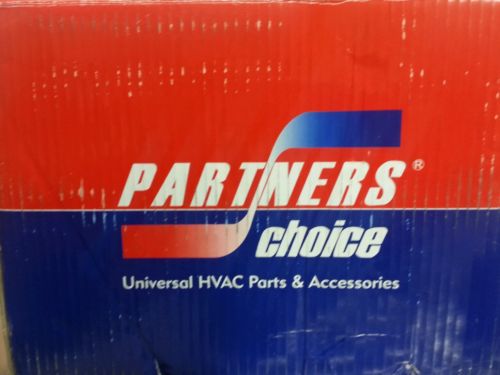 PARTNERS®
choice
Universal HVAC Parts & Accessories